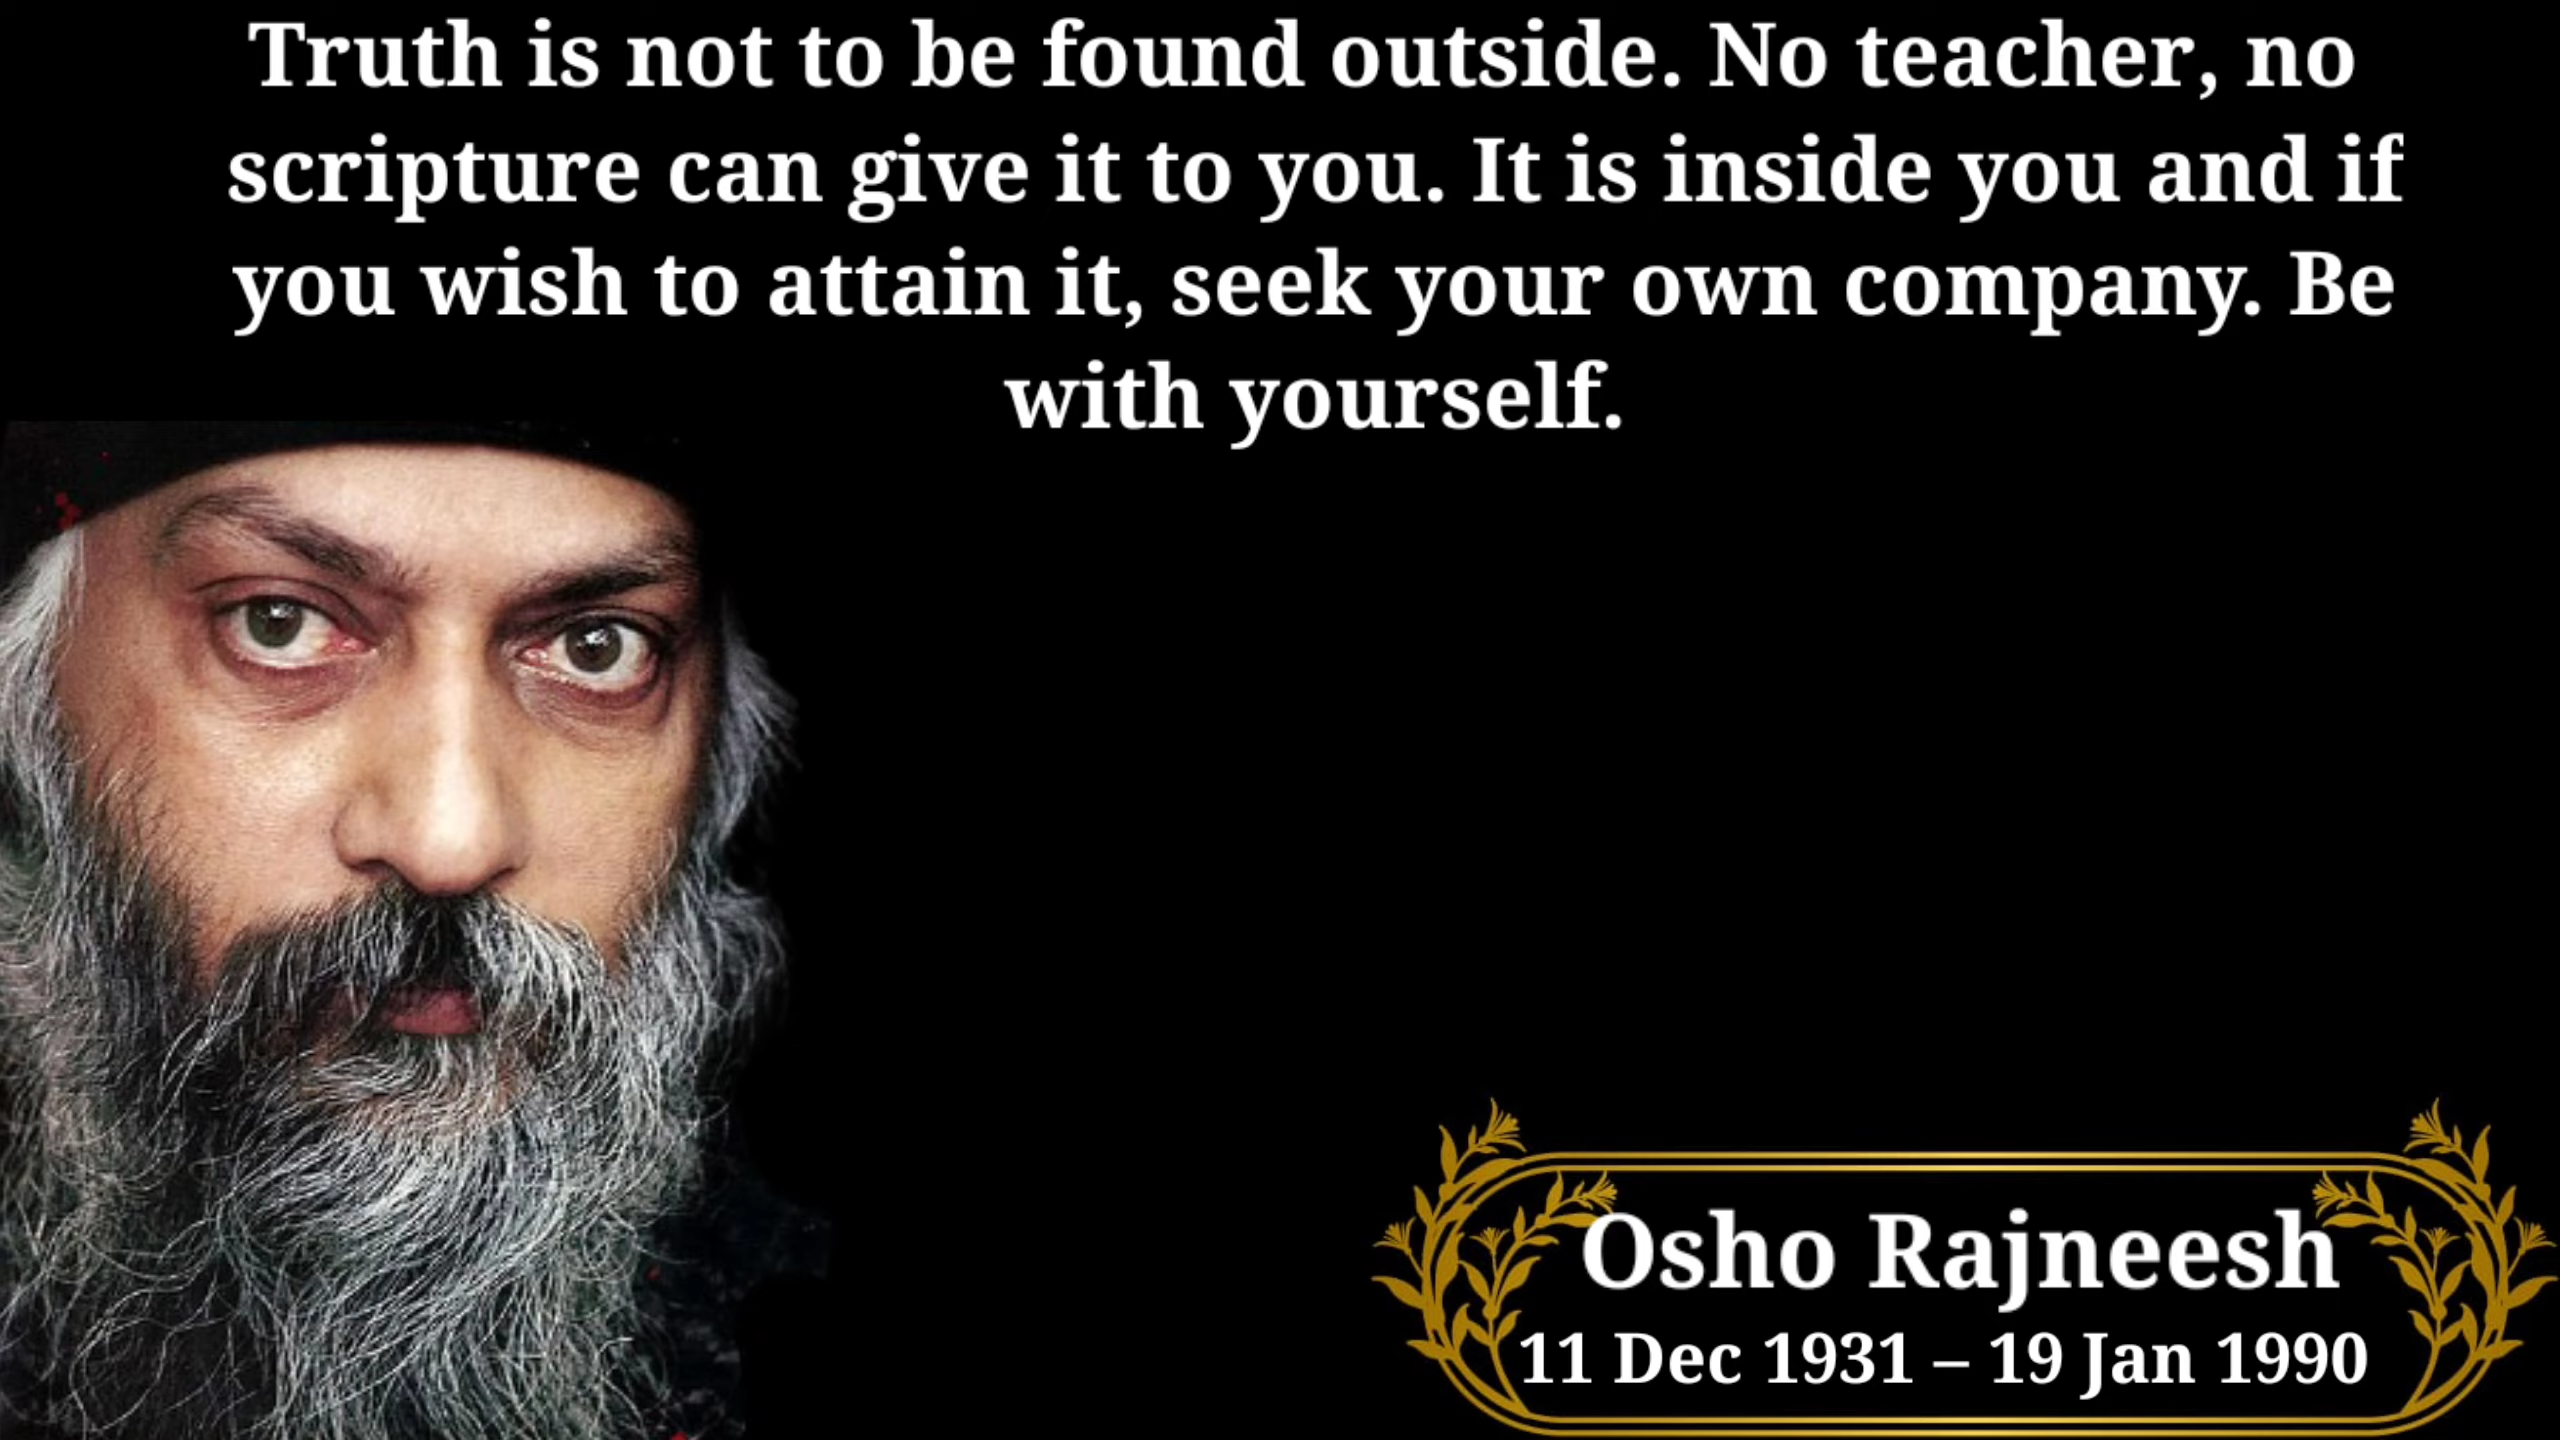 Truth is not to be found outside. No teacher, no
scripture can give it to you. It is inside you and if
you wish to attain it, seek your own company. Be
with yourself.
Osho Rajneesh
11 Dec 1931 – 19 Jan 1990